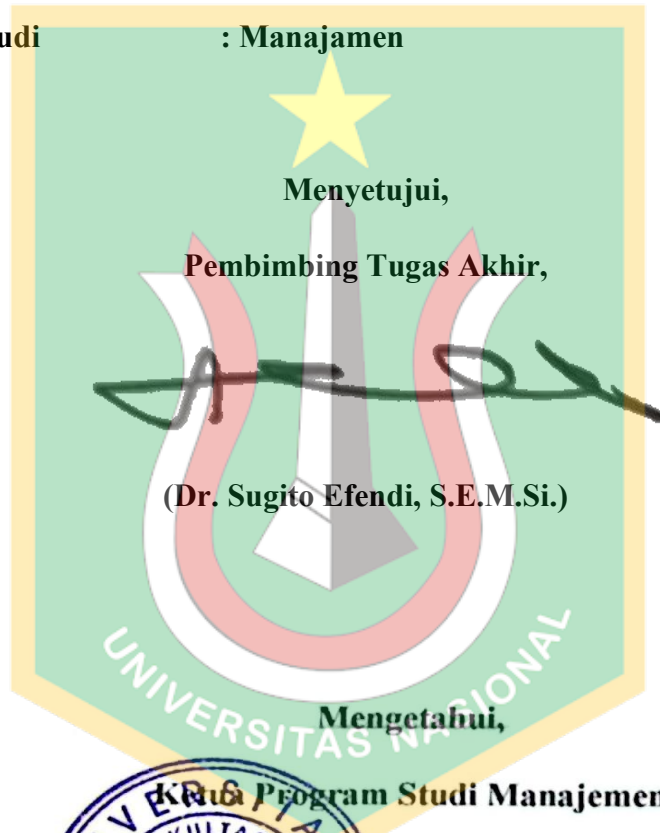 udi : Manajamen
Menyetujui,
Pembimbing Tugas Akhir,
(Dr. Sugito Efendi, S.E.M.Si.)
UNIVERSITAS NASIONAL
Mengetahui,
Ketua Program Studi Manajemen